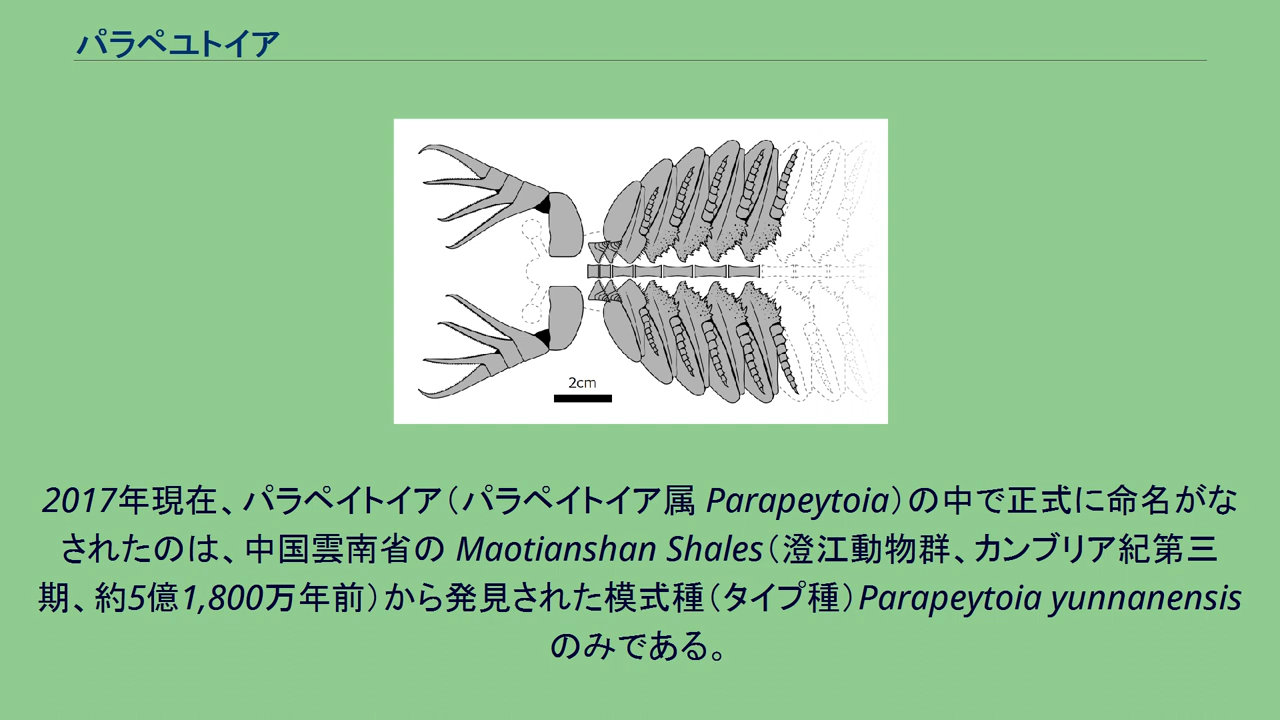 パラペユトイア
2cm
2017年現在、パラペイトイア（パラペイトイア属 Parapeytoia）の中で正式に命名がな
されたのは、中国雲南省の Maotianshan Shales（澄江動物群、カンブリア紀第三
期、約5億1,800万年前）から発見された模式種（タイプ種）Parapeytoia yunnanensis
のみである。